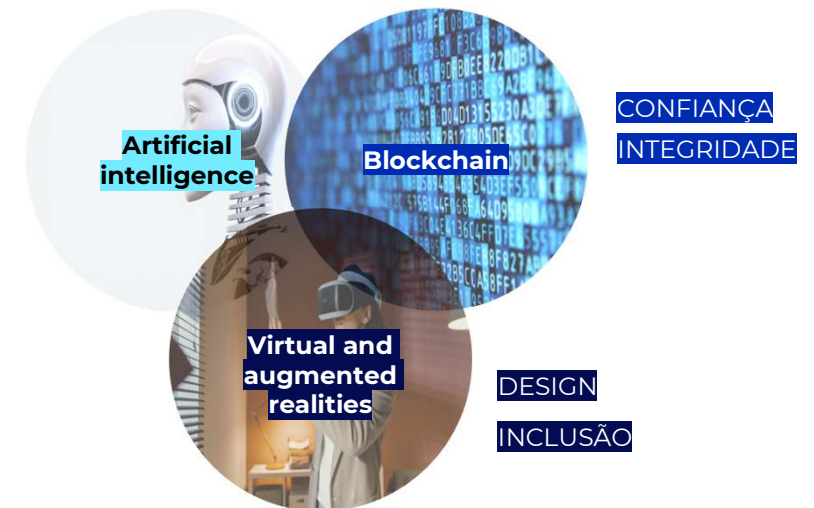 Artificial
intelligence
Blockchain
CONFIANÇA
INTEGRIDADE
Virtual and
augmented
realities
DESIGN
INCLUSÃO